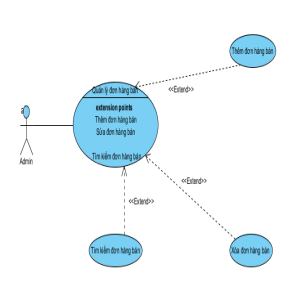 Thêm đơn hàng bán
Quản lý đơn hàng bán
<<Extend>>
extension points
Thêm đơn hàng bán
Sửa đơn hàng bán
Tìm kiếm đơn hàng bán
Admin
<<Extend>>
<<Extend>>
Tìm kiếm đơn hàng bán
Xóa đơn hàng bán